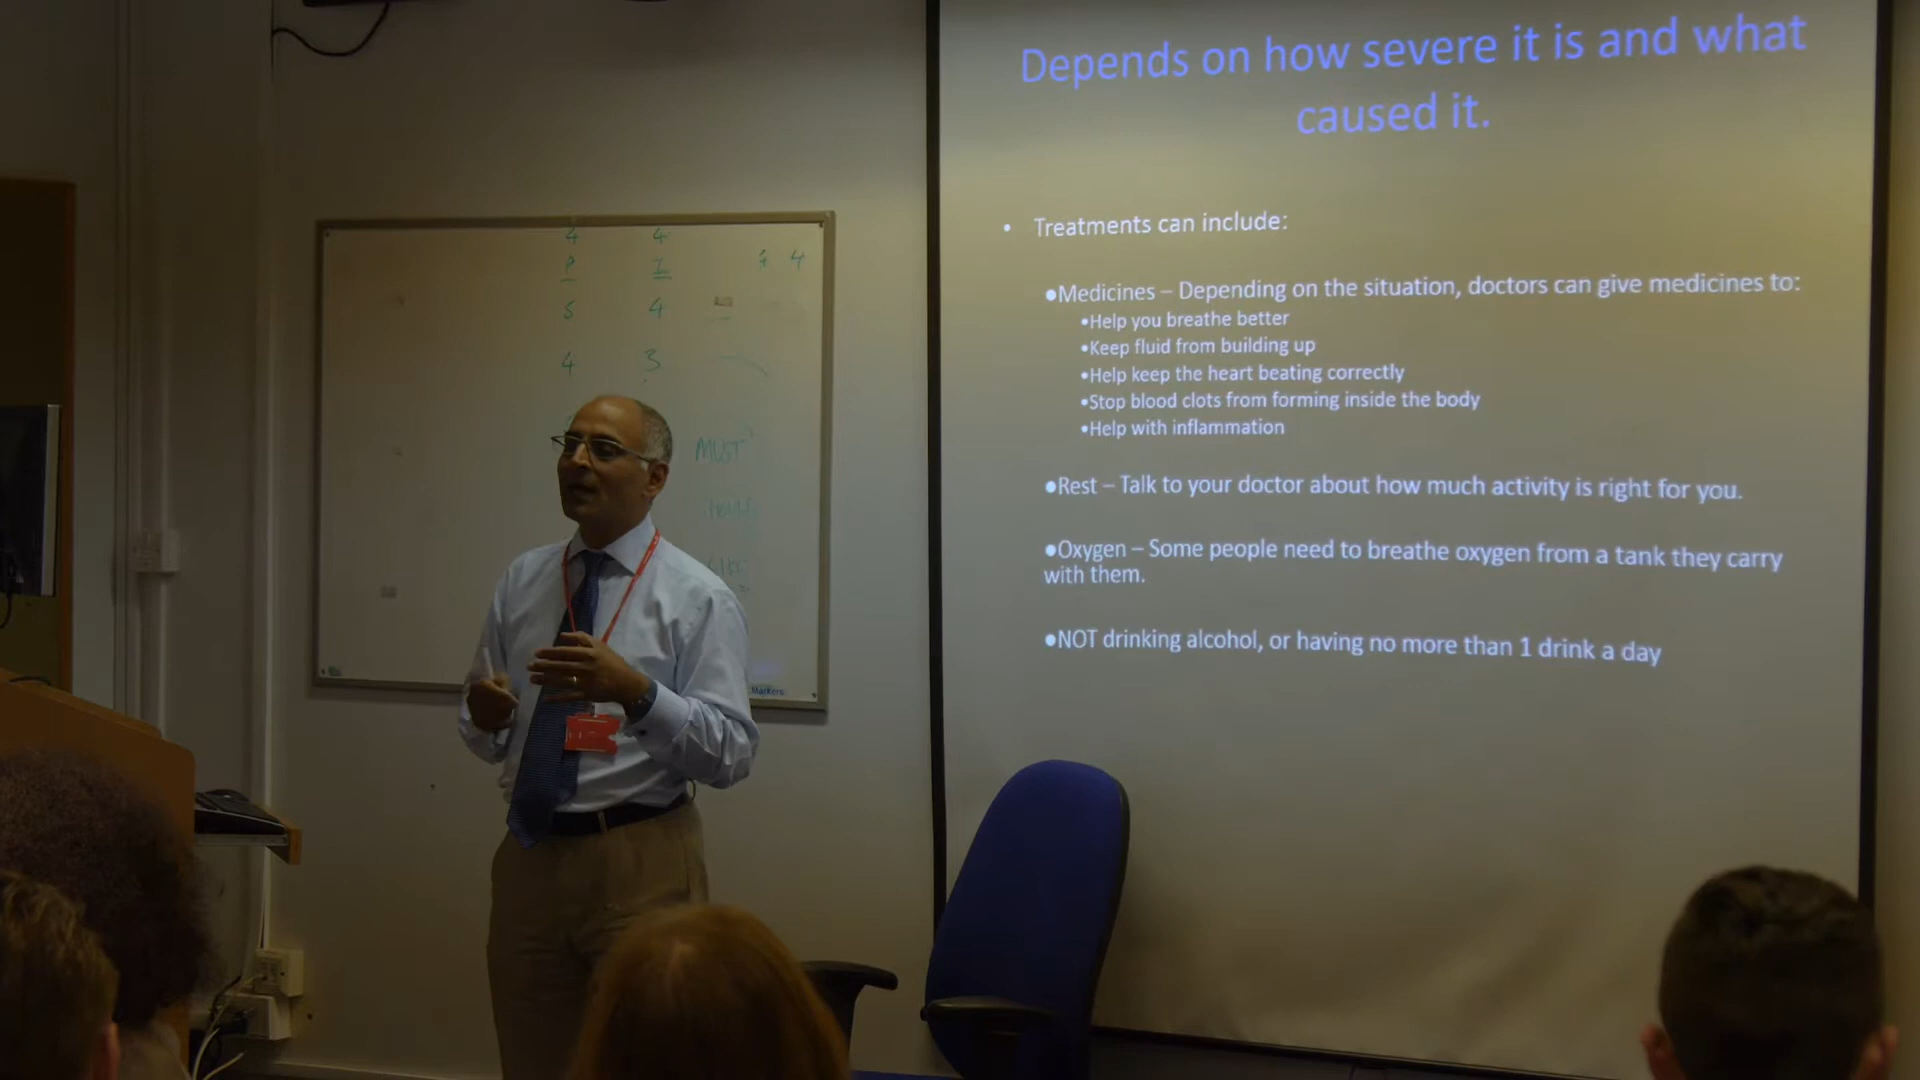 Depends on how severe it is and what
caused it.
• Treatments can include:
●Medicines – Depending on the situation, doctors can give medicines to:
•Help you breathe better
•Keep fluid from building up
•Help keep the heart beating correctly
•Stop blood clots from forming inside the body
•Help with inflammation
●Rest – Talk to your doctor about how much activity is right for you.
●Oxygen – Some people need to breathe oxygen from a tank they carry
with them.
●NOT drinking alcohol, or having no more than 1 drink a day
4 4
P I
4
5 4
4 3
MUST
Markers